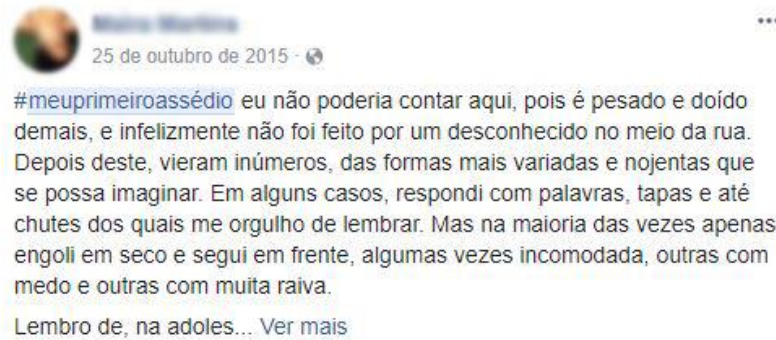 25 de outubro de 2015 ·
#meuprimeiroassédio eu não poderia contar aqui, pois é pesado e doído
demais, e infelizmente não foi feito por um desconhecido no meio da rua.
Depois deste, vieram inúmeros, das formas mais variadas e nojentas que
se possa imaginar. Em alguns casos, respondi com palavras, tapas e até
chutes dos quais me orgulho de lembrar. Mas na maioria das vezes apenas
engoli em seco e segui em frente, algumas vezes incomodada, outras com
medo e outras com muita raiva.
Lembro de, na adoles... Ver mais